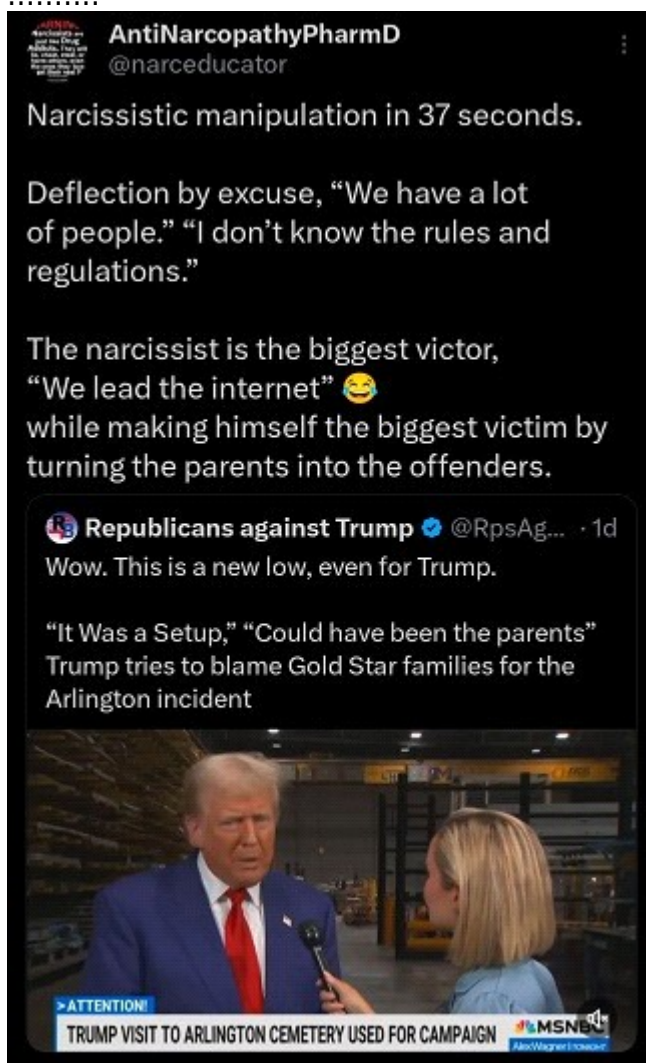 ..........
AntiNarcopathyPharmD
@narceducator
Narcissistic manipulation in 37 seconds.
Deflection by excuse, “We have a lot
of people.” “I don’t know the rules and
regulations.”
The narcissist is the biggest victor,
“We lead the internet” 😂
while making himself the biggest victim by
turning the parents into the offenders.
Republicans against Trump @RpsAg... · 1d
Wow. This is a new low, even for Trump.
“It Was a Setup,” “Could have been the parents”
Trump tries to blame Gold Star families for the
Arlington incident
>ATTENTION!
TRUMP VISIT TO ARLINGTON CEMETERY USED FOR CAMPAIGN
MSNBC
Alex Wagner TONIGHT